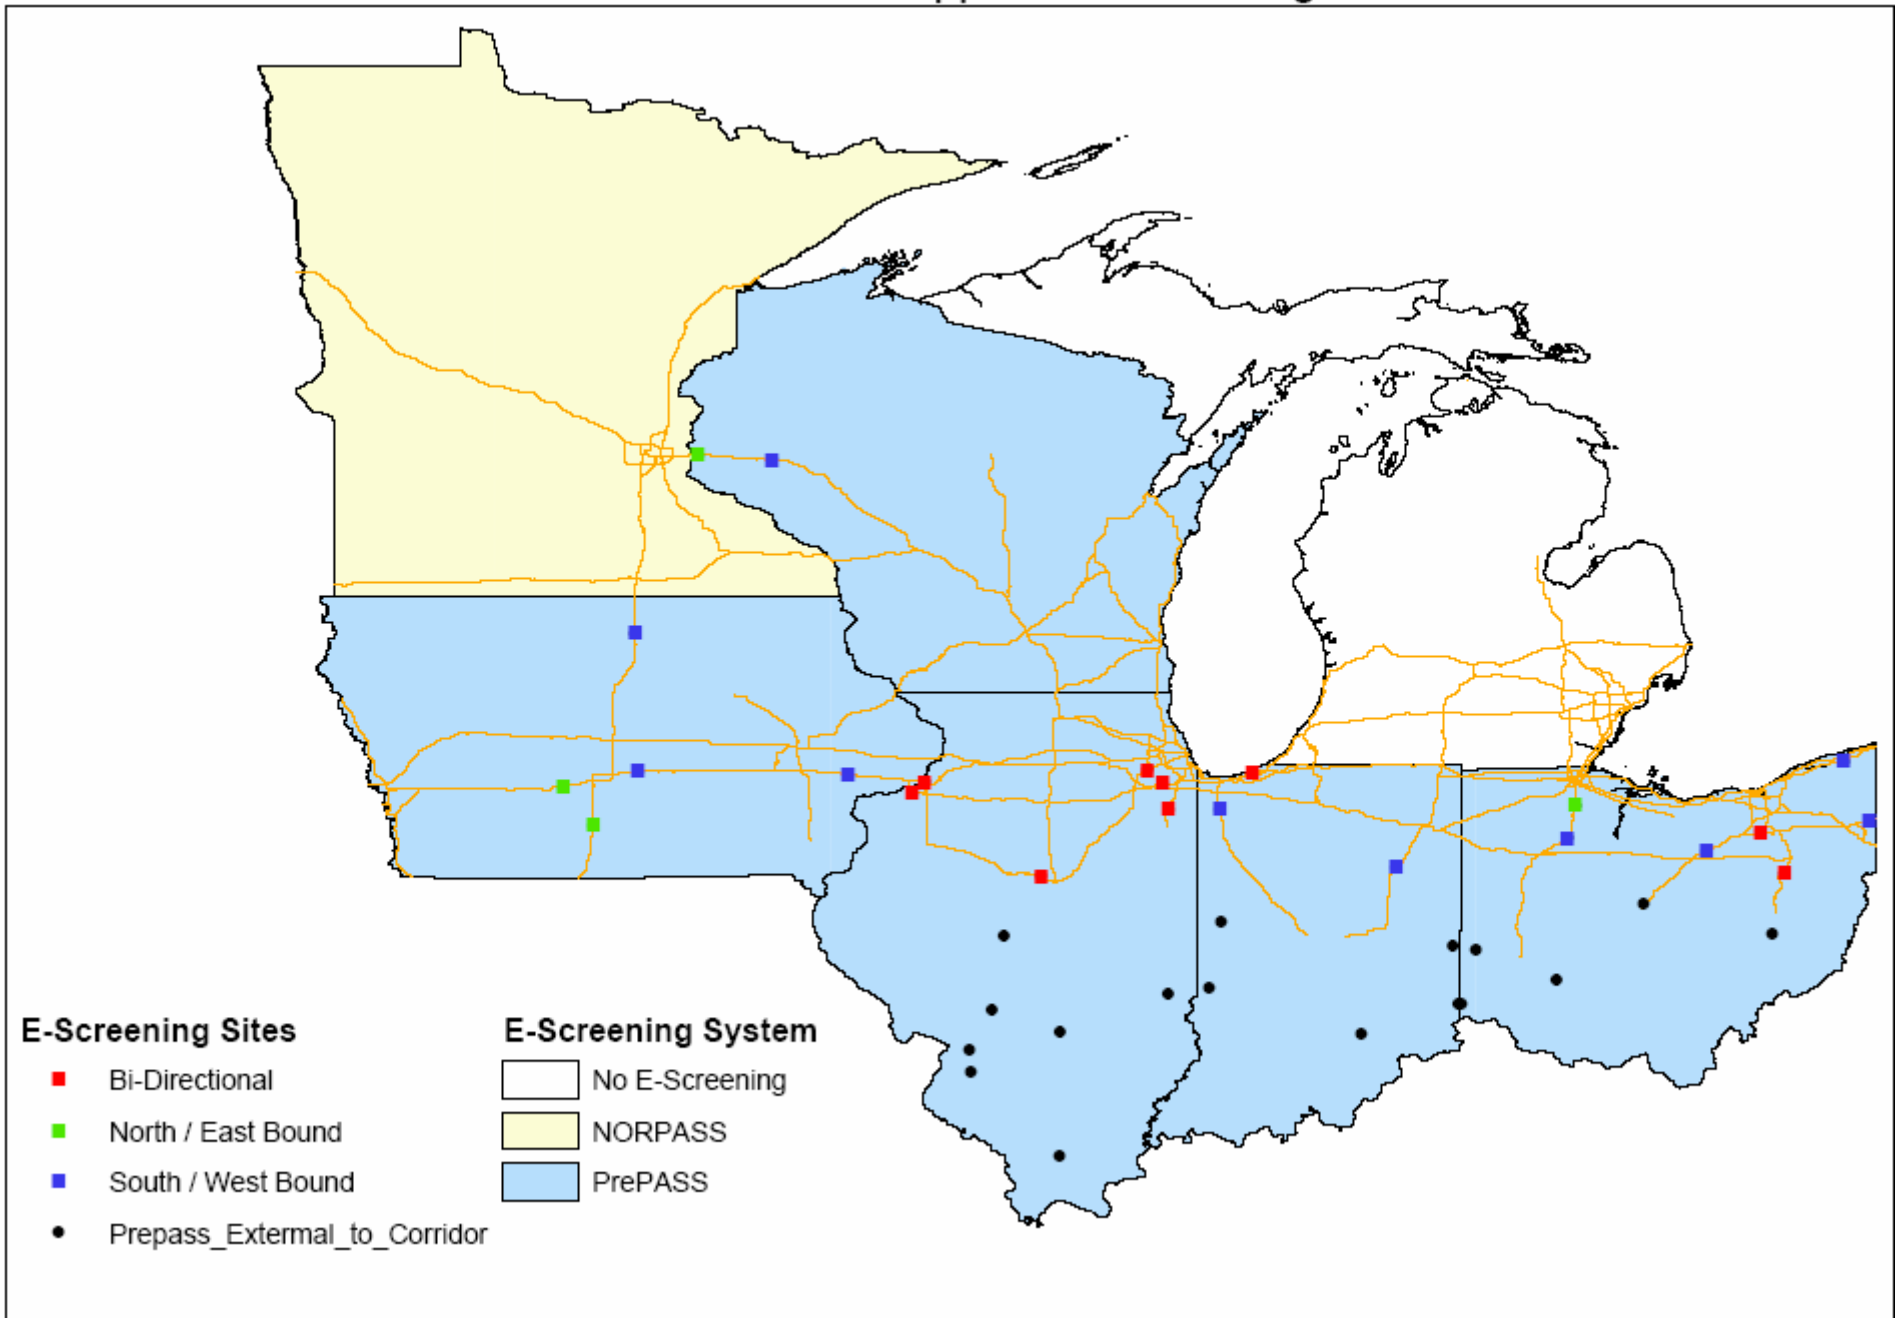 E-Screening Sites
Bi-Directional
North / East Bound
South / West Bound
Prepass_Extermal_to_Corridor
E-Screening System
No E-Screening
NORPASS
PrePASS